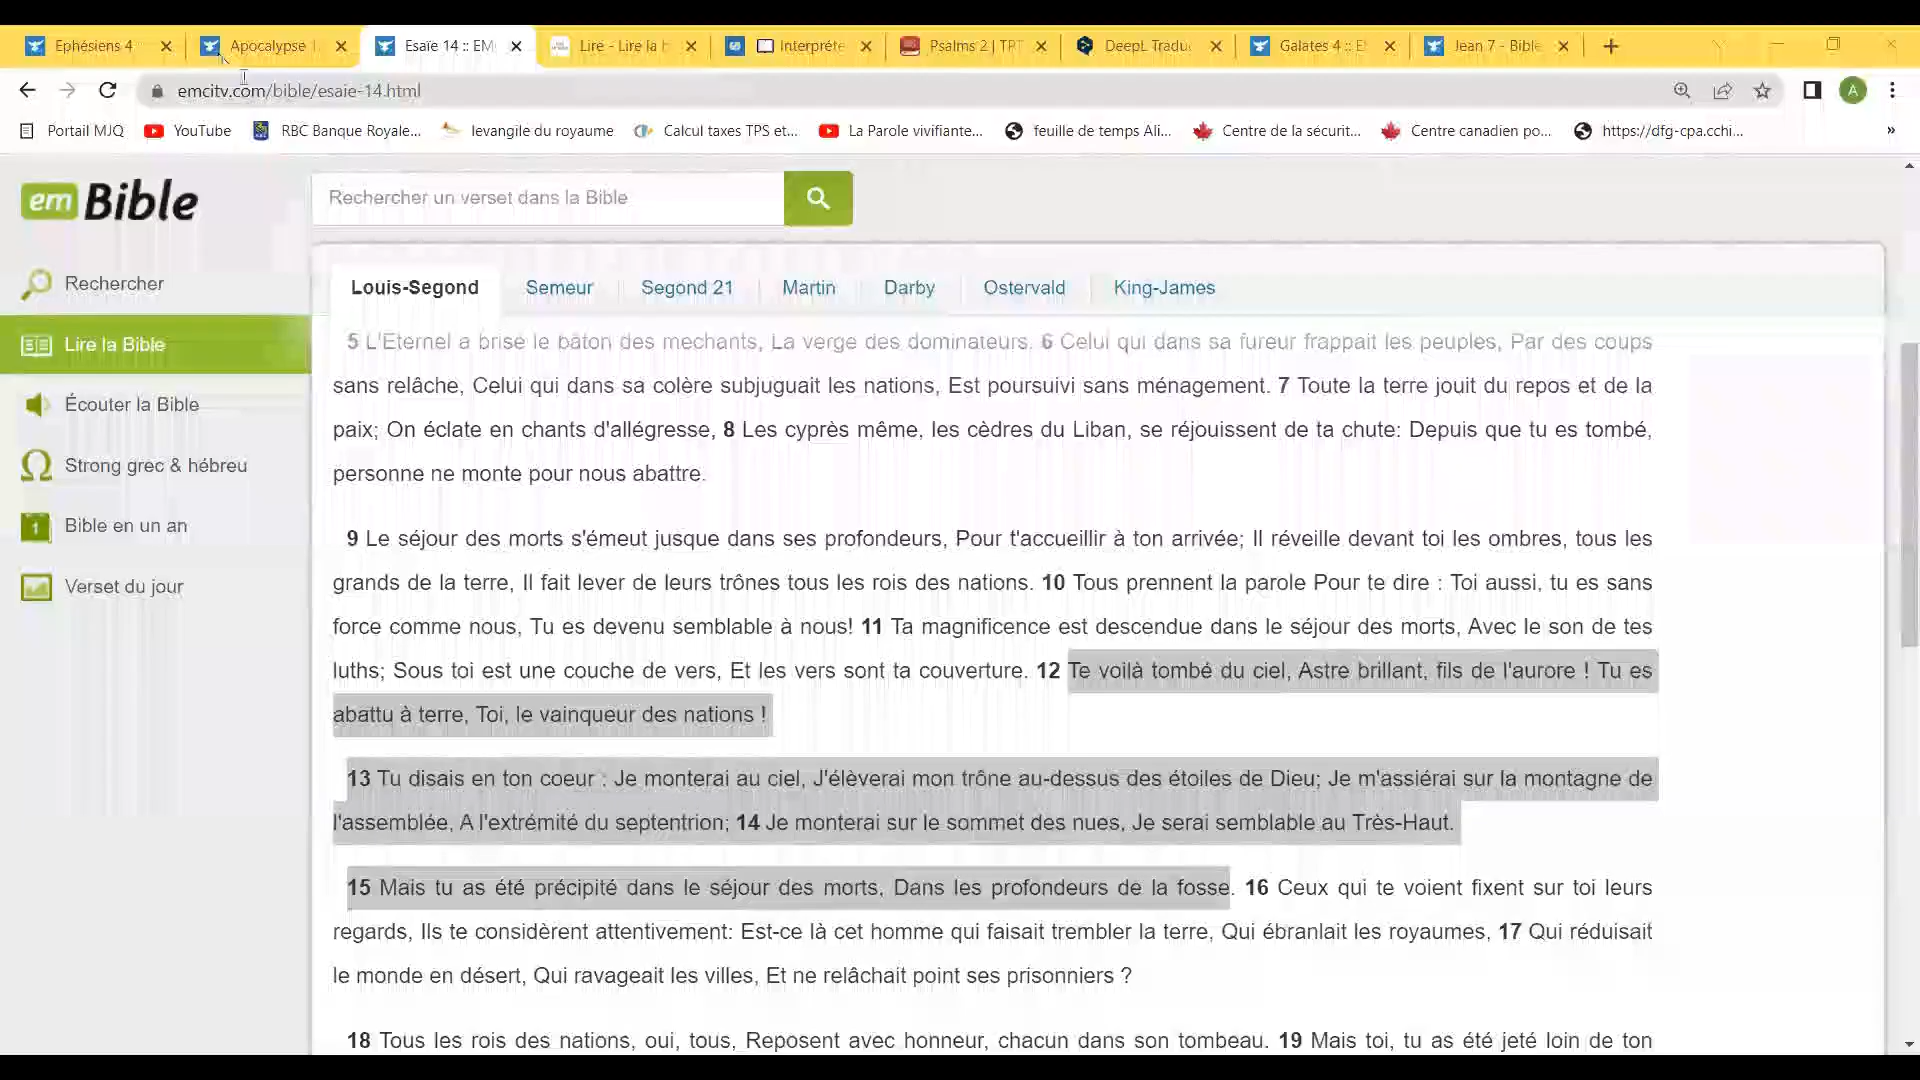 Ephésiens 4
Apocalypse 1
Esaïe 14 :: EM
Lire - Lire la
Interpréte
Psalms 2 | TPT
DeepL Tradu
Galates 4 ::
Jean 7 - Bible
emcitv.com/bible/esaie-14.html
A
Portail MJQ
YouTube
RBC Banque Royale...
levangile du royaume
Calcul taxes TPS et...
La Parole vivifiante...
feuille de temps Ali...
Centre de la sécurit...
Centre canadien po...
https://dfg-cpa.cchi...
»
em Bible
Rechercher un verset dans la Bible
Rechercher
Lire la Bible
Écouter la Bible
Strong grec & hébreu
1 Bible en un an
Verset du jour
Louis-Segond
Semeur
Segond 21
Martin
Darby
Ostervald
King-James
5 L'Eternel a brisé le bâton des méchants, La verge des dominateurs. 6 Celui qui dans sa fureur frappait les peuples, Par des coups
sans relâche, Celui qui dans sa colère subjuguait les nations, Est poursuivi sans ménagement. 7 Toute la terre jouit du repos et de la
paix; On éclate en chants d'allégresse, 8 Les cyprès même, les cèdres du Liban, se réjouissent de ta chute: Depuis que tu es tombé,
personne ne monte pour nous abattre.
9 Le séjour des morts s'émeut jusque dans ses profondeurs, Pour t'accueillir à ton arrivée; Il réveille devant toi les ombres, tous les
grands de la terre, Il fait lever de leurs trônes tous les rois des nations. 10 Tous prennent la parole Pour te dire : Toi aussi, tu es sans
force comme nous, Tu es devenu semblable à nous! 11 Ta magnificence est descendue dans le séjour des morts, Avec le son de tes
luths; Sous toi est une couche de vers, Et les vers sont ta couverture. 12 Te voilà tombé du ciel, Astre brillant, fils de l'aurore ! Tu es
abattu à terre, Toi, le vainqueur des nations !
13 Tu disais en ton coeur : Je monterai au ciel, J'élèverai mon trône au-dessus des étoiles de Dieu; Je m'assiérai sur la montagne de
l'assemblée, A l'extrémité du septentrion; 14 Je monterai sur le sommet des nues, Je serai semblable au Très-Haut.
15 Mais tu as été précipité dans le séjour des morts, Dans les profondeurs de la fosse. 16 Ceux qui te voient fixent sur toi leurs
regards, Ils te considèrent attentivement: Est-ce là cet homme qui faisait trembler la terre, Qui ébranlait les royaumes, 17 Qui réduisait
le monde en désert, Qui ravageait les villes, Et ne relâchait point ses prisonniers ?
18 Tous les rois des nations, oui, tous, Reposent avec honneur, chacun dans son tombeau. 19 Mais toi, tu as été jeté loin de ton